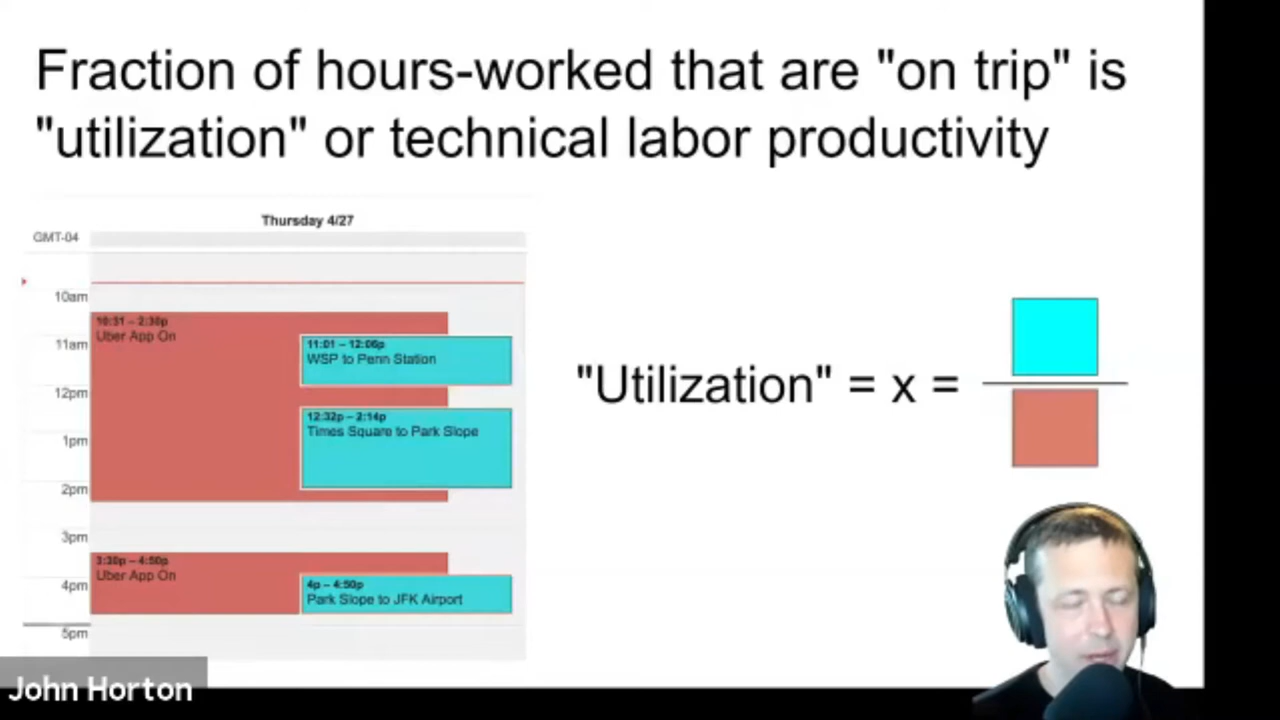 Fraction of hours-worked that are "on trip" is
"utilization" or technical labor productivity
Thursday 4/27
GMT-04
10am
10:31 – 2:30p
Uber App On
11am
11:01 – 12:06p
WSP to Penn Station
12pm
12:32p – 2:14p
Times Square to Park Slope
1pm
2pm
3pm
3:30p – 4:50p
Uber App On
4pm
4p – 4:50p
Park Slope to JFK Airport
5pm
"Utilization" = x =
John Horton